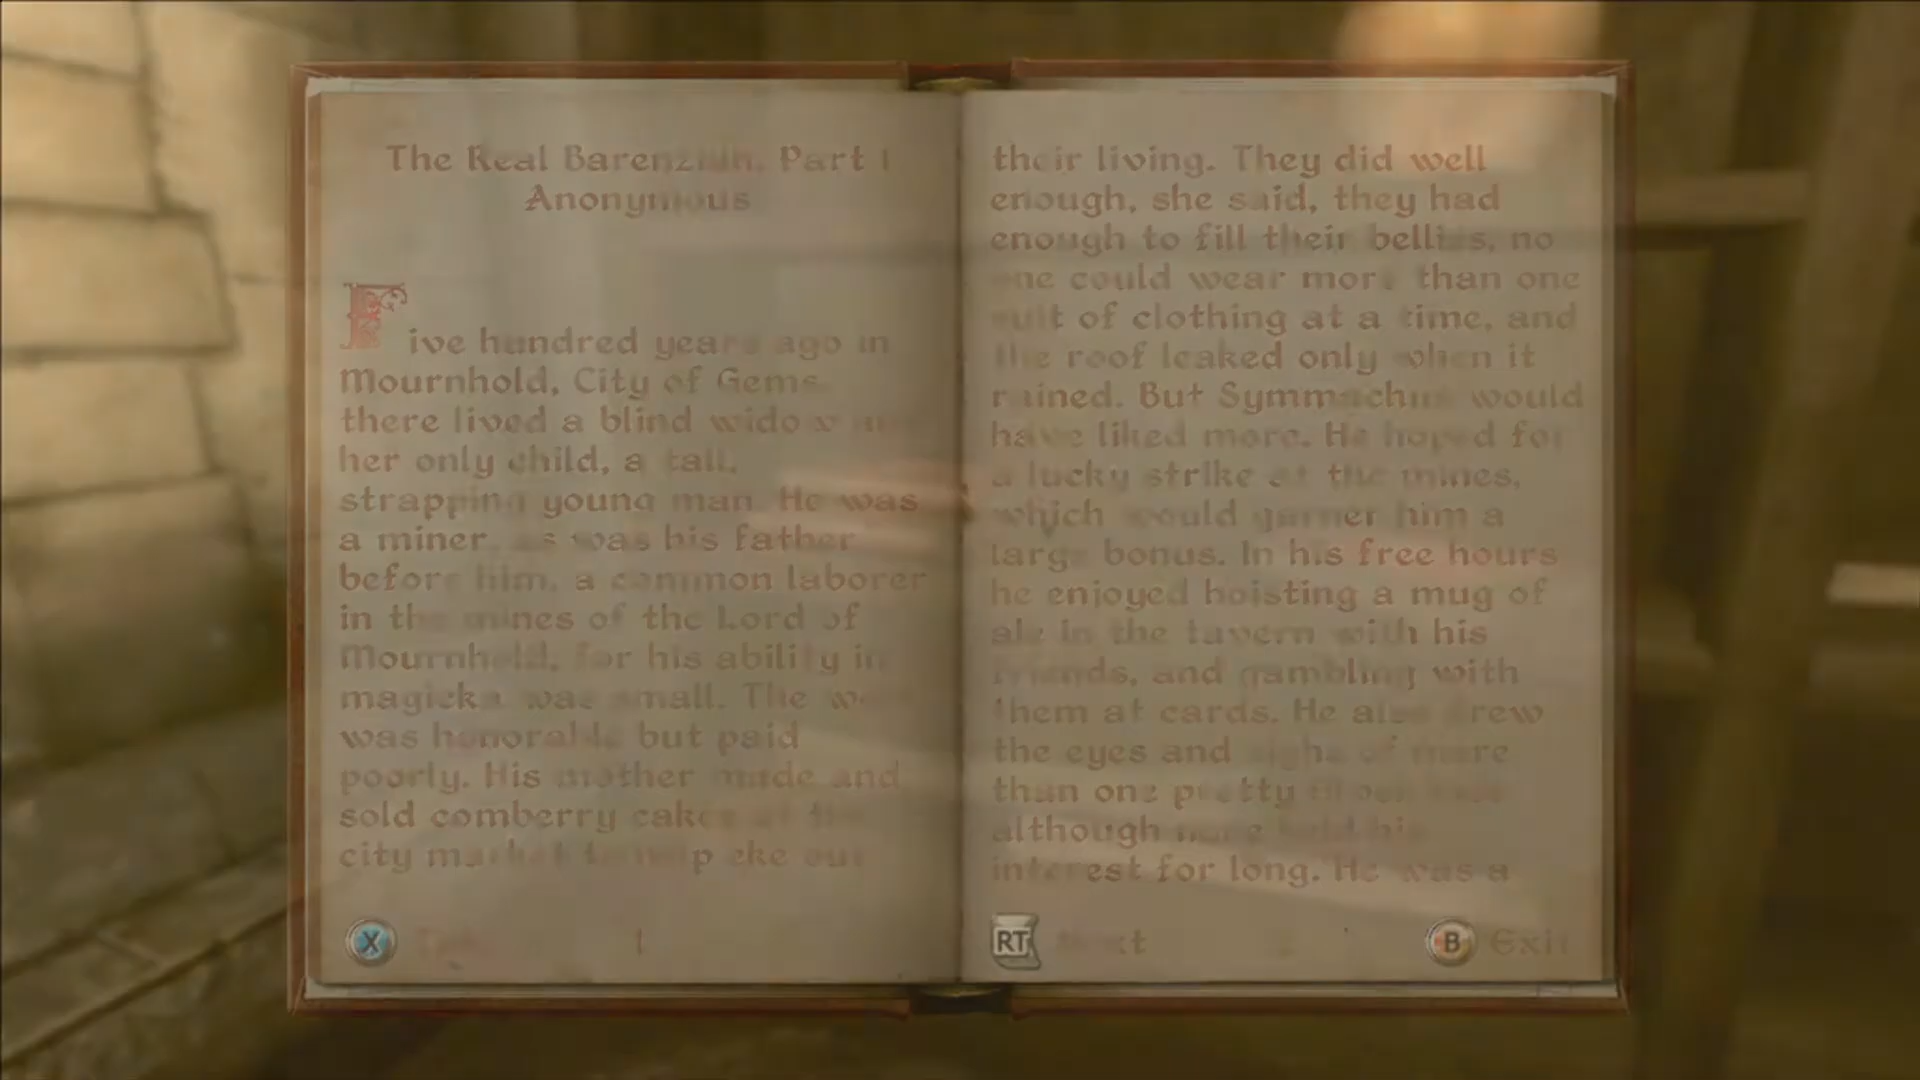 The Real Barenziah, Part I
Anonymous
Five hundred years ago in
Mournhold, City of Gems,
there lived a blind widow
her only child, a tall,
strapping young man. He was
a miner, as was his father
before him, a common laborer
in the mines of the Lord of
Mournhold, for his ability in
magicka was small. The
was honorable but paid
poorly. His mother made and
sold comberry cakes at the
city market to help eke out
X
1
their living. They did well
enough, she said, they had
enough to fill their bellies, no
one could wear more than one
suit of clothing at a time, and
the roof leaked only when it
rained. But Symmachus would
have liked more. He hoped for
a lucky strike at the mines,
which would garner him a
large bonus. In his free hours
he enjoyed hoisting a mug of
ale in the tavern with his
friends, and gambling with
them at cards. He also drew
the eyes and sighs of more
than one pretty
although none held his
interest for long. He was a
RT Next
B Exit